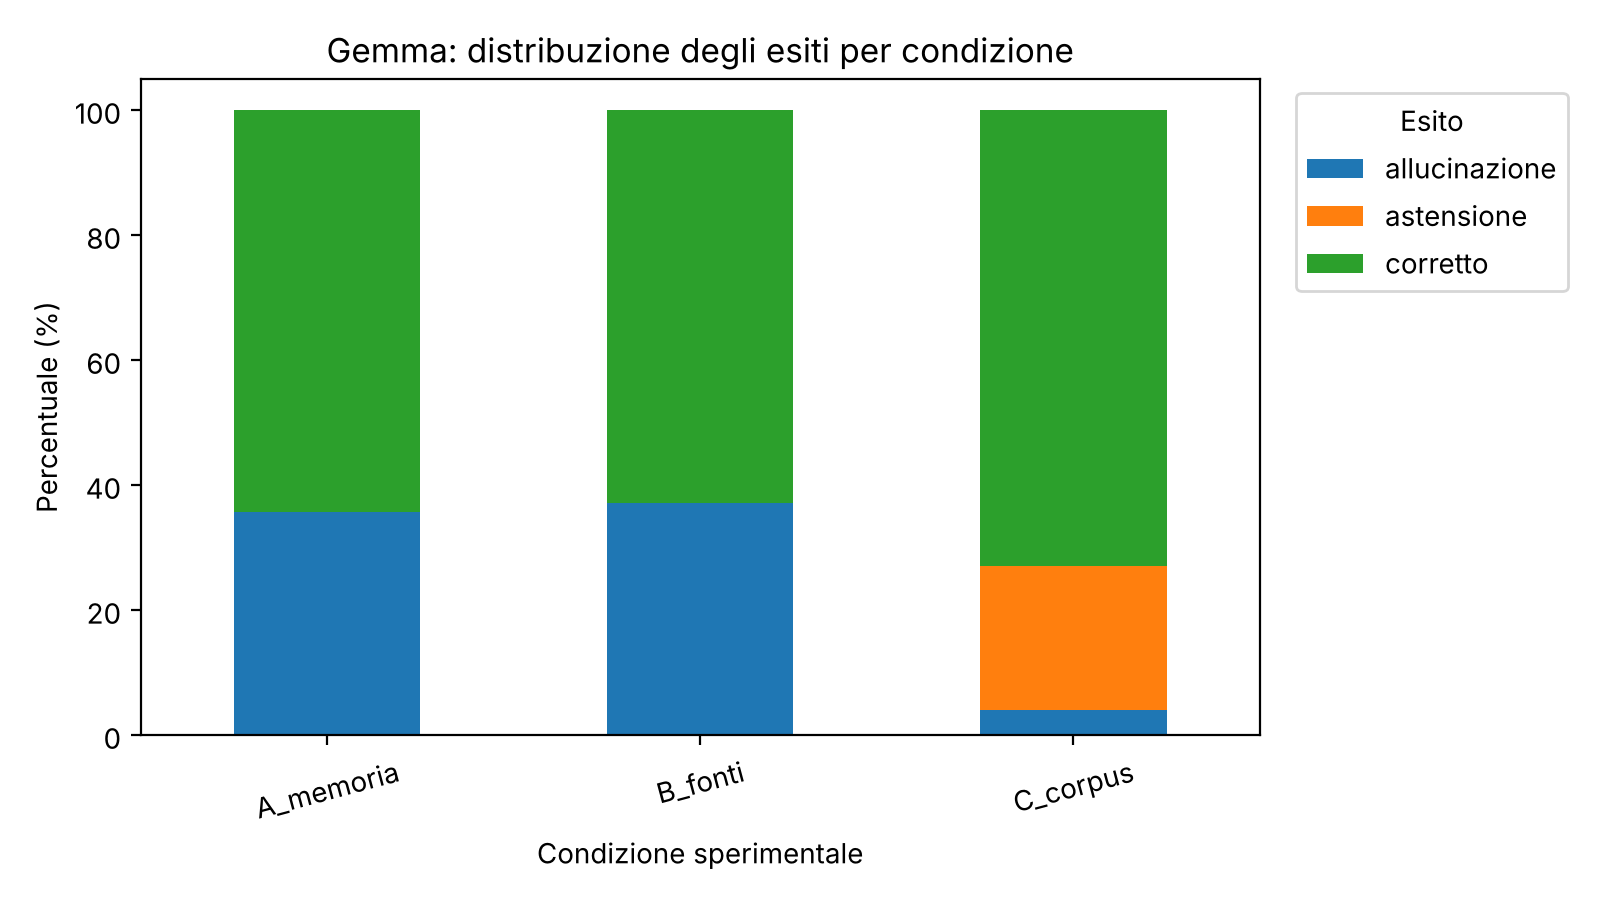 Gemma: distribuzione degli esiti per condizione
Esito
allucinazione
astensione
corretto
Percentuale (%)
100
80
60
40
20
0
A_memoria
B_fonti
C_corpus
Condizione sperimentale